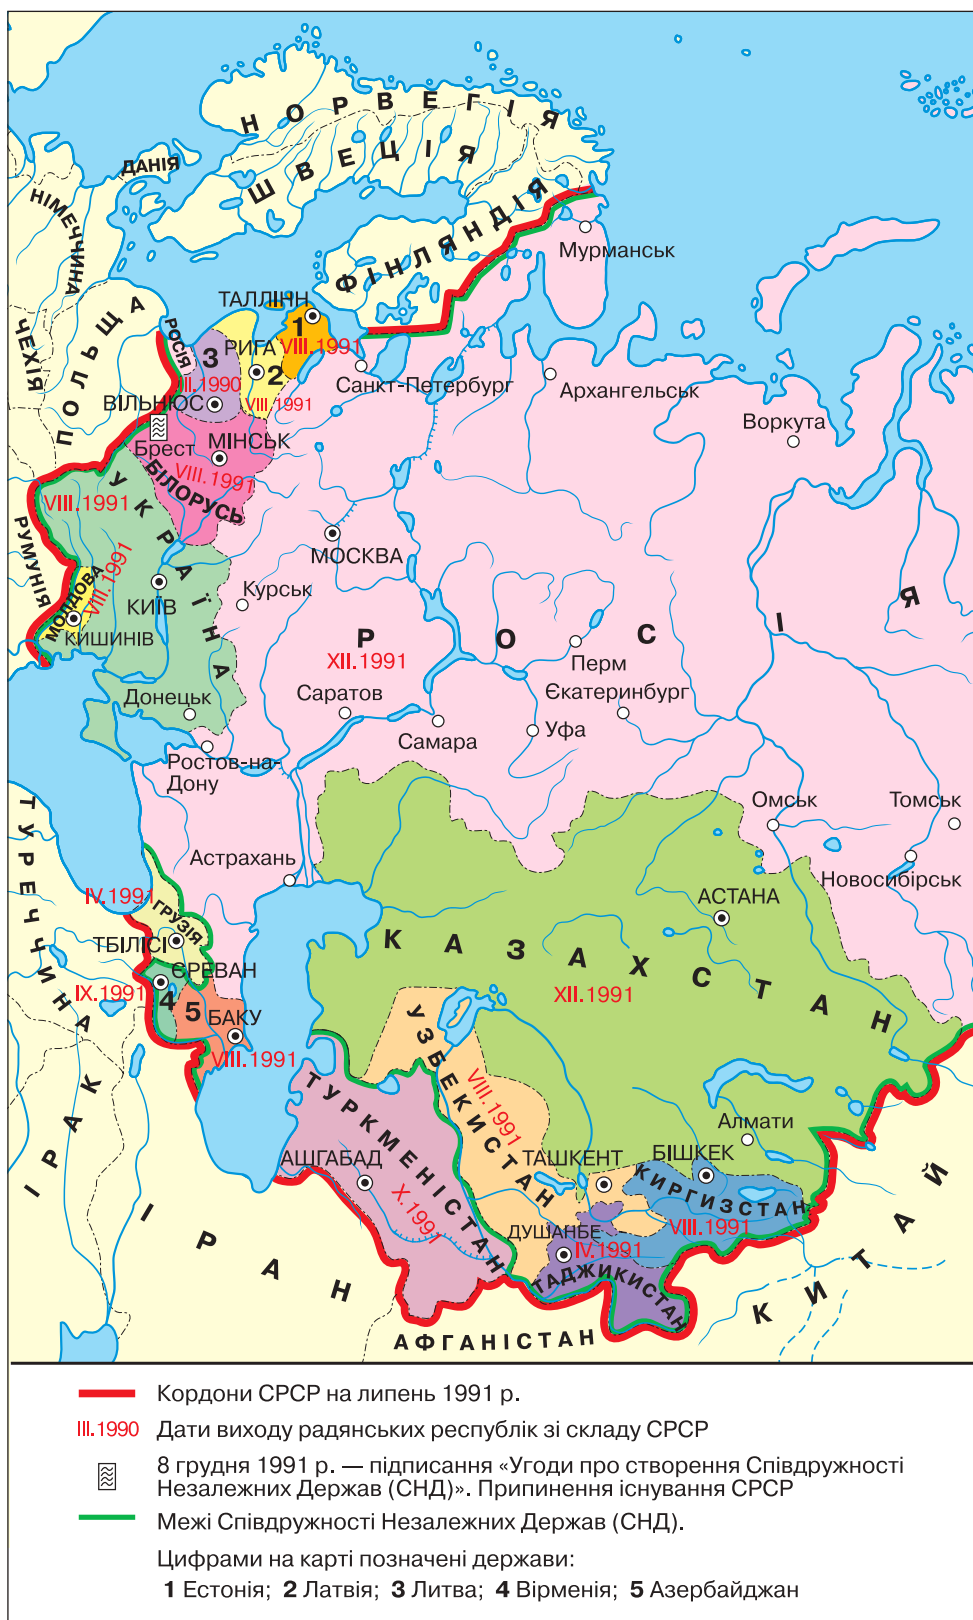 НОРВЕГІЯ
ШВЕЦІЯ
ФІНЛЯНДІЯ
ДАНІЯ
НІМЕЧЧИНА
ЧЕХІЯ
ПОЛЬЩА
РОСІЯ
Мурманськ
ТАЛЛІНН
1
VIII.1991
3
РИГА
2
III.1990
VIII.1991
ВІЛЬНЮС
Санкт-Петербург
Архангельськ
Воркута
Брест
МІНСЬК
VIII.1991
БІЛОРУСЬ
VIII.1991
УКРАЇНА
РУМУНІЯ
МОЛДОВА
VIII.1991
КИШИНІВ
КИЇВ
МОСКВА
Курськ
РОСІЯ
XII.1991
Перм
Єкатеринбург
Саратов
Самара
Уфа
Донецьк
Ростов-на-
Дону
Омськ
Томськ
Новосибірськ
Астрахань
ТУРЕЧЧИНА
IV.1991
ГРУЗІЯ
ТБІЛІСІ
ЄРЕВАН
IX.1991
4
5
БАКУ
VIII.1991
АСТАНА
КАЗАХСТАН
XII.1991
УЗБЕКИСТАН
VIII.1991
ТУРКМЕНІСТАН
X.1991
АШГАБАД
ТАШКЕНТ
Алмати
БІШКЕК
КИРГИЗСТАН
VIII.1991
ДУШАНБЕ
IV.1991
ТАДЖИКИСТАН
ІРАК
ІРАН
АФГАНІСТАН
КИТАЙ
Кордони СРСР на липень 1991 р.
III.1990 Дати виходу радянських республік зі складу СРСР
8 грудня 1991 р. — підписання «Угоди про створення Співдружності
Незалежних Держав (СНД)». Припинення існування СРСР
Межі Співдружності Незалежних Держав (СНД).
Цифрами на карті позначені держави:
1 Естонія; 2 Латвія; 3 Литва; 4 Вірменія; 5 Азербайджан